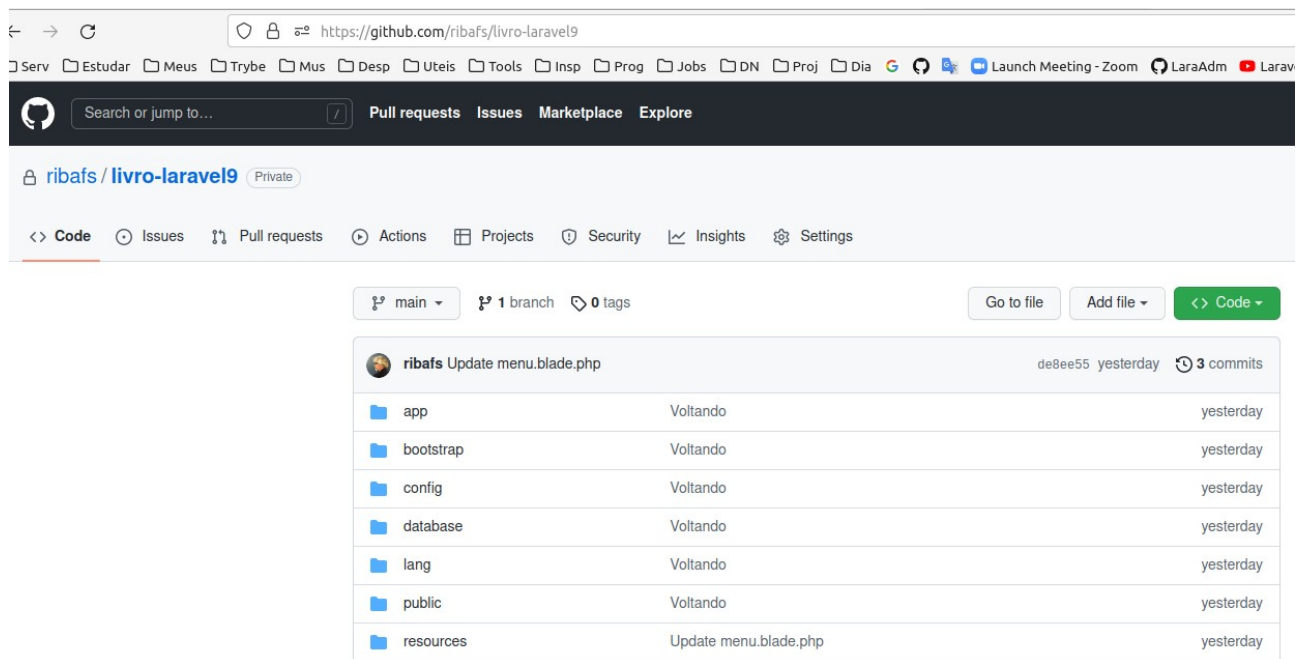 https://github.com/ribafs/livro-laravel9
Serv Estudar Meus Trybe Mus Desp Uteis Tools Insp Prog Jobs DN Proj Dia Launch Meeting - Zoom LaraAdm Larav
Search or jump to... / Pull requests Issues Marketplace Explore
ribafs / livro-laravel9 Private
<> Code Issues Pull requests Actions Projects Security Insights Settings
main 1 branch 0 tags Go to file Add file <> Code
ribafs Update menu.blade.php de8ee55 yesterday 3 commits
app Voltando yesterday
bootstrap Voltando yesterday
config Voltando yesterday
database Voltando yesterday
lang Voltando yesterday
public Voltando yesterday
resources Update menu.blade.php yesterday